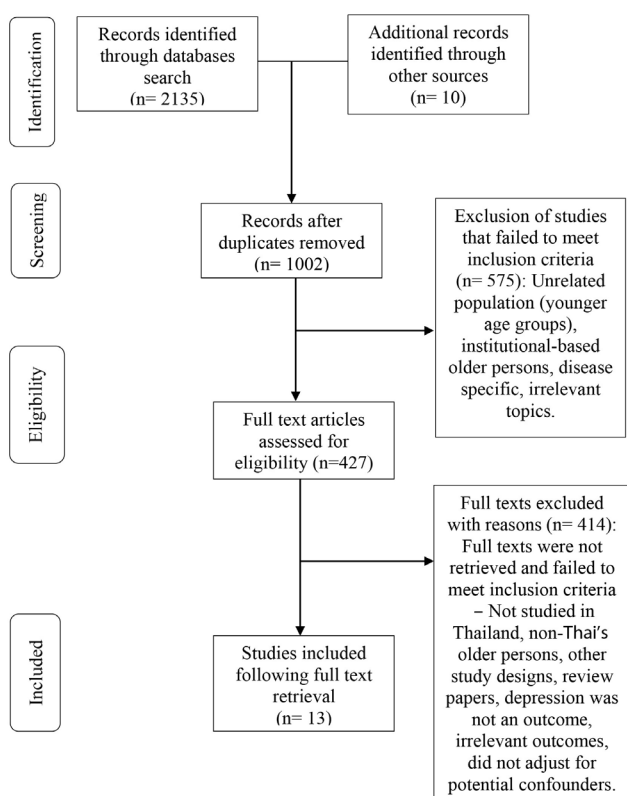 Identification
Records identified
through databases
search
(n= 2135)
Additional records
identified through
other sources
(n= 10)
Screening
Records after
duplicates removed
(n= 1002)
Exclusion of studies
that failed to meet
inclusion criteria
(n= 575): Unrelated
population (younger
age groups),
institutional-based
older persons, disease
specific, irrelevant
topics.
Eligibility
Full text articles
assessed for
eligibility (n=427)
Full texts excluded
with reasons (n= 414):
Full texts were not
retrieved and failed to
meet inclusion criteria
– Not studied in
Thailand, non-Thai's
older persons, other
study designs, review
papers, depression was
not an outcome,
irrelevant outcomes,
did not adjust for
potential confounders.
Included
Studies included
following full text
retrieval
(n= 13)